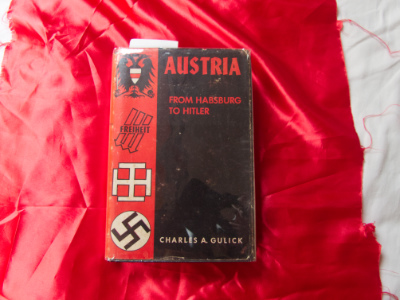 AUSTRIA
FROM HABSBURG
TO HITLER
FREIHEIT
CHARLES A. GULICK